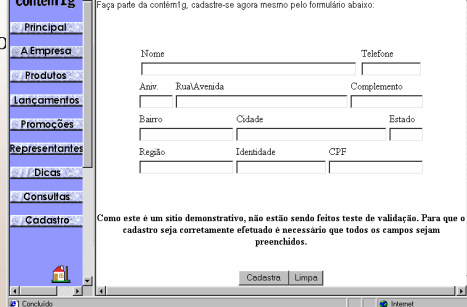 contém1g
Principal
A Empresa
Produtos
Lançamentos
Promoções
Representantes
Dicas
Consultas
Cadastro
Faça parte da contém1g, cadastre-se agora mesmo pelo formulário abaixo:
Nome Telefone
Aniv. Rua\Avenida Complemento
Bairro Cidade Estado
Região Identidade CPF
Como este é um sítio demonstrativo, não estão sendo feitos teste de validação. Para que o
cadastro seja corretamente efetuado é necessário que todos os campos sejam
preenchidos.
Cadastra Limpa
Concluído Internet